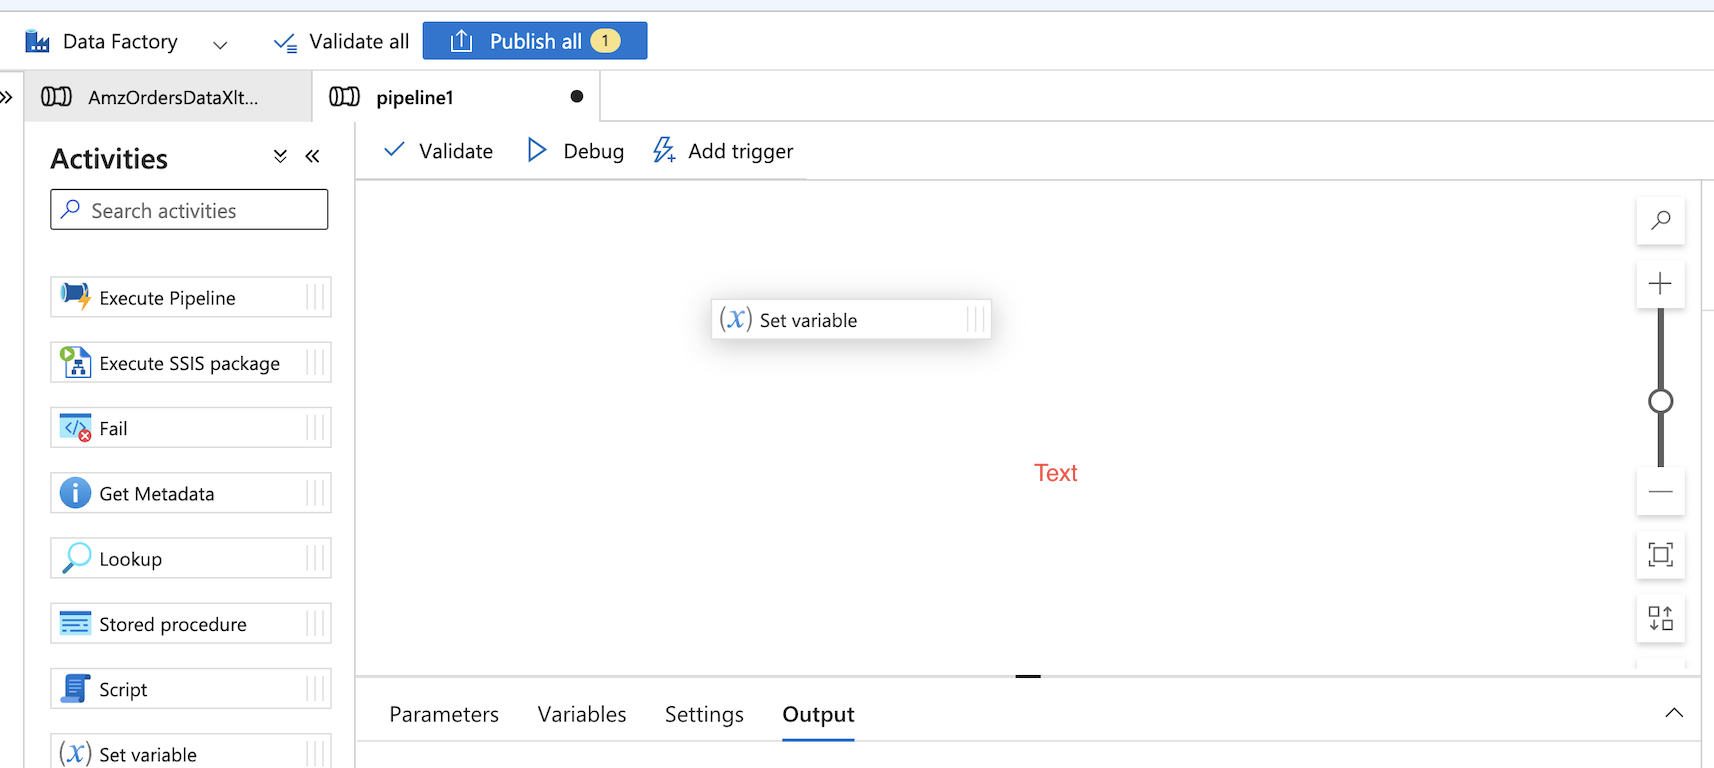 Data Factory
Validate all
Publish all 1
AmzOrdersDataXlt...
pipeline1
Activities
Validate
Debug
Add trigger
Search activities
Execute Pipeline
Set variable
Execute SSIS package
Fail
Text
Get Metadata
Lookup
Stored procedure
Script
Parameters
Variables
Settings
Output
(x) Set variable